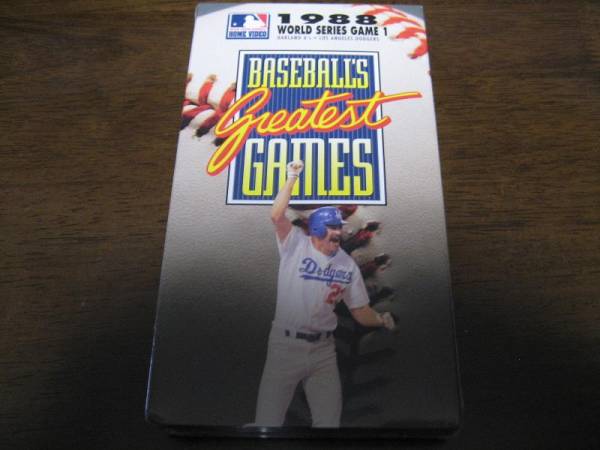 1988
WORLD SERIES GAME 1
OAKLAND A's - LOS ANGELES DODGERS
HOME VIDEO
BASEBALL'S
Greatest
GAMES
Dodgers